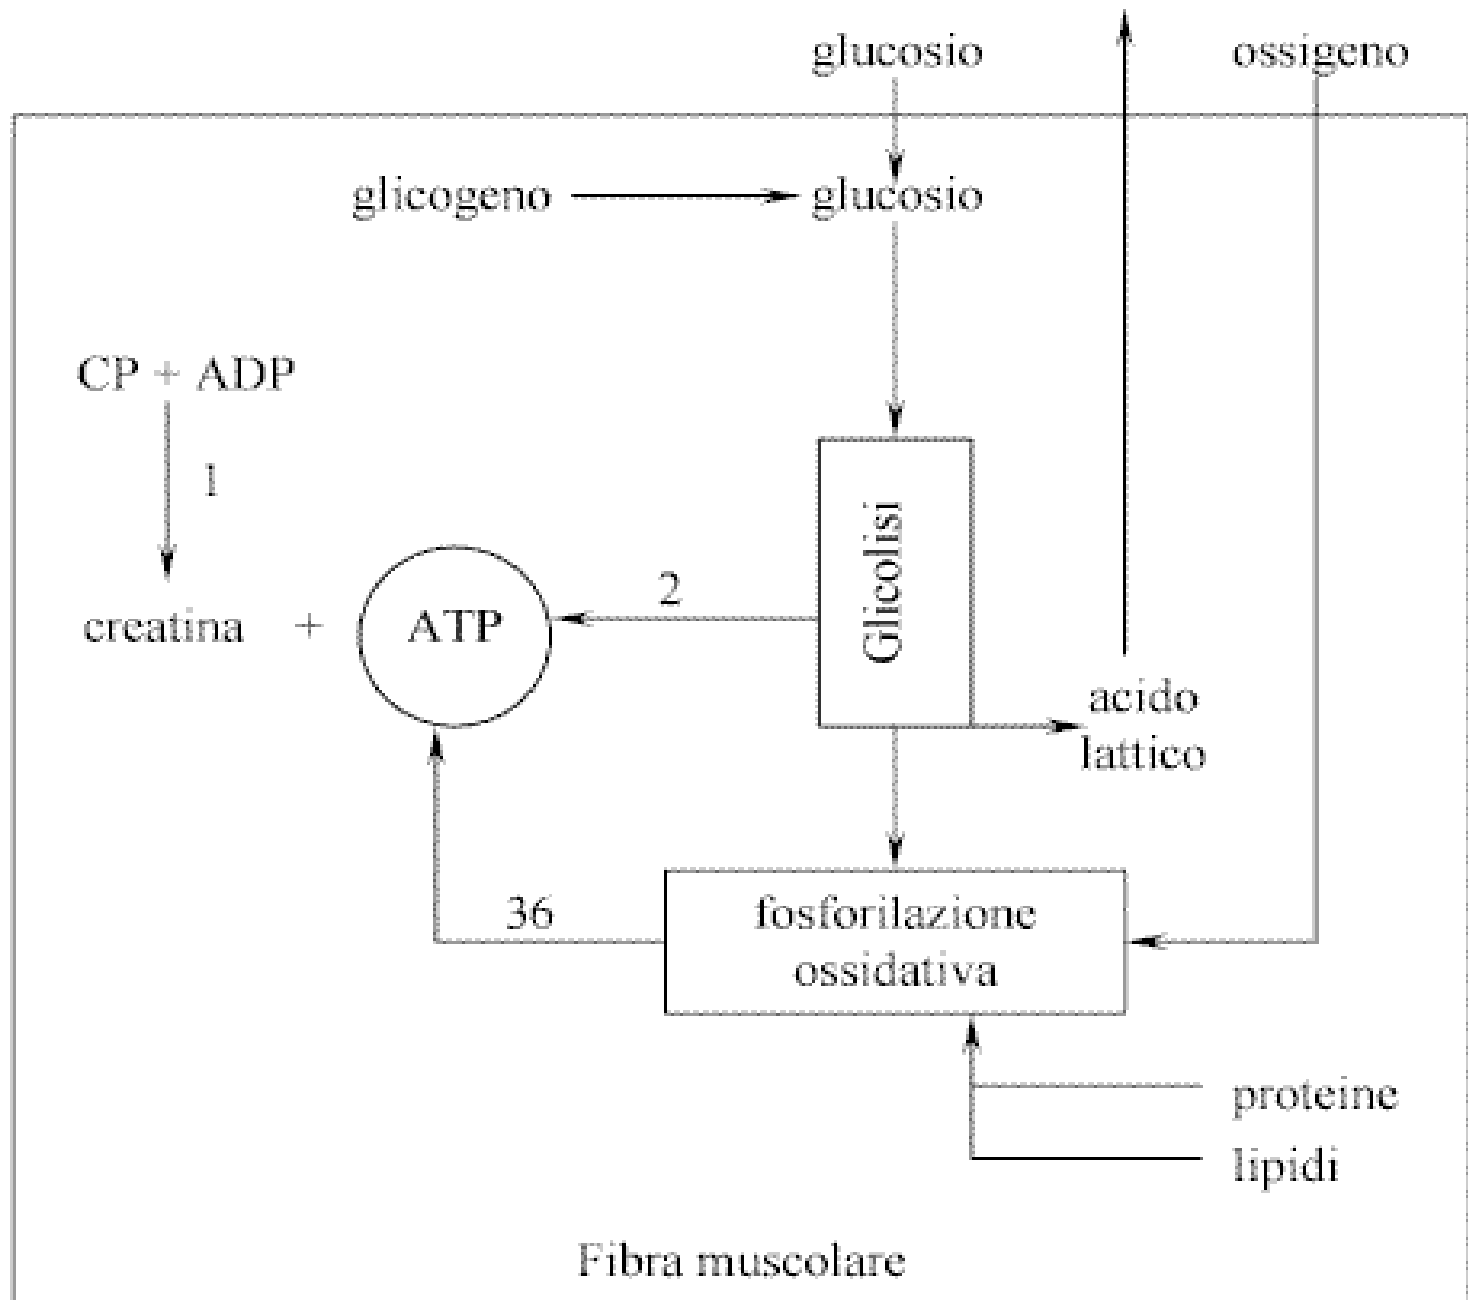 glucosio ossigeno
glicogeno glucosio
CP + ADP
1
Glicolisi
2
creatina + ATP
acido
lattico
36
fosforilazione
ossidativa
proteine
lipidi
Fibra muscolare